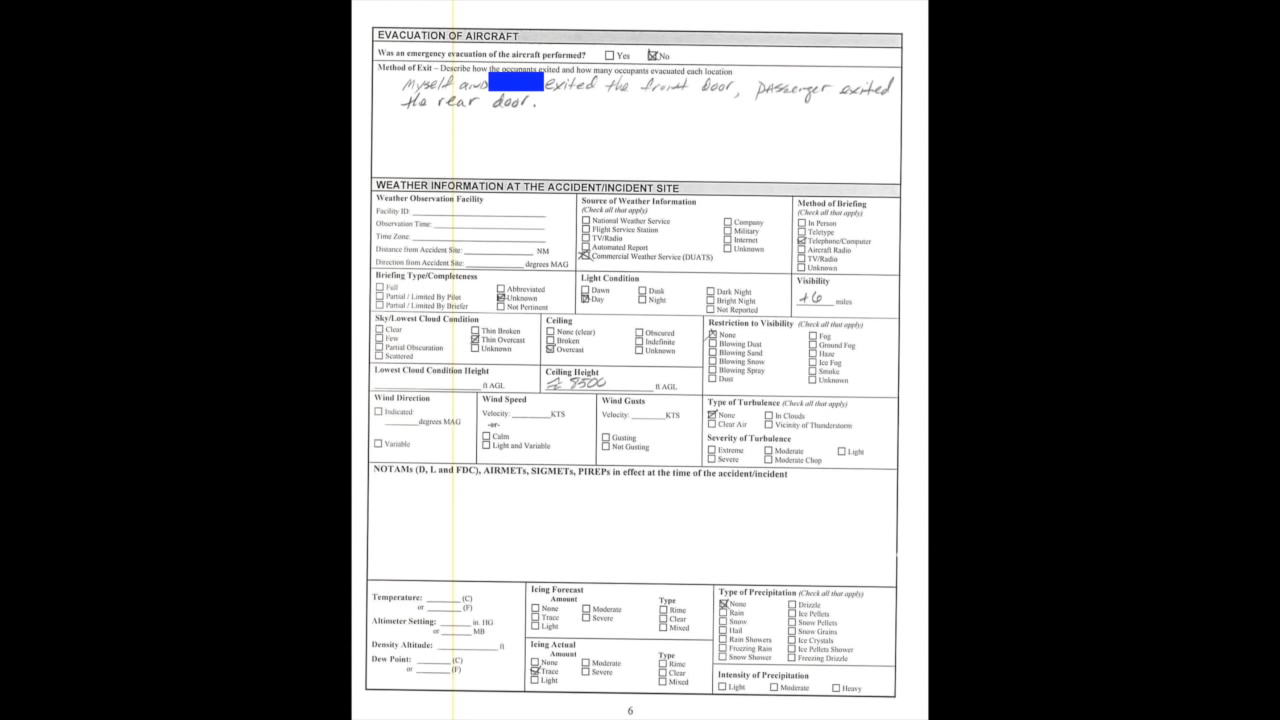 EVACUATION OF AIRCRAFT
Was an emergency evacuation of the aircraft performed? ☐ Yes ☒ No
Method of Exit – Describe how the occupants exited and how many occupants evacuated each location
Myself and exited the front door, passenger exited
the rear door.
WEATHER INFORMATION AT THE ACCIDENT/INCIDENT SITE
Weather Observation Facility
Facility ID:
Observation Time:
Time Zone:
Distance from Accident Site: NM
Direction from Accident Site: degrees MAG
Source of Weather Information
(Check all that apply)
☐ National Weather Service
☐ Flight Service Station
☐ TV/Radio
☐ Automated Report
☒ Commercial Weather Service (DUATS)
☐ Company
☐ Military
☐ Internet
☐ Unknown
Method of Briefing
(Check all that apply)
☐ In Person
☐ Teletype
☒ Telephone/Computer
☐ Aircraft Radio
☐ TV/Radio
☐ Unknown
Briefing Type/Completeness
☐ Full
☐ Partial / Limited By Pilot
☐ Partial / Limited By Briefer
☐ Abbreviated
☒ Unknown
☐ Not Pertinent
Light Condition
☐ Dawn
☒ Day
☐ Dusk
☐ Night
☐ Dark Night
☐ Bright Night
☐ Not Reported
Visibility
+6 miles
Sky/Lowest Cloud Condition
☐ Clear
☐ Few
☐ Partial Obscuration
☐ Scattered
☐ Thin Broken
☒ Thin Overcast
☐ Unknown
Ceiling
☐ None (clear)
☐ Broken
☒ Overcast
☐ Obscured
☐ Indefinite
☐ Unknown
Restriction to Visibility (Check all that apply)
☒ None
☐ Blowing Dust
☐ Blowing Sand
☐ Blowing Snow
☐ Blowing Spray
☐ Dust
☐ Fog
☐ Ground Fog
☐ Haze
☐ Ice Fog
☐ Smoke
☐ Unknown
Lowest Cloud Condition Height
ft AGL
Ceiling Height
ft AGL
Wind Direction
☐ Indicated:
degrees MAG
☐ Variable
Wind Speed
Velocity: KTS
-or-
☐ Calm
☐ Light and Variable
Wind Gusts
Velocity: KTS
☐ Gusting
☐ Not Gusting
Type of Turbulence (Check all that apply)
☒ None
☐ Clear Air
☐ In Clouds
☐ Vicinity of Thunderstorm
Severity of Turbulence
☐ Extreme
☐ Severe
☐ Moderate
☐ Moderate Chop
☐ Light
NOTAMs (D, L and FDC), AIRMETs, SIGMETs, PIREPs in effect at the time of the accident/incident
Temperature: (C)
or (F)
Altimeter Setting: in. HG
or MB
Density Altitude: ft
Dew Point: (C)
or (F)
Icing Forecast
Amount
☐ None
☐ Trace
☐ Light
☐ Moderate
☐ Severe
Type
☐ Rime
☐ Clear
☐ Mixed
Icing Actual
Amount
☐ None
☒ Trace
☐ Light
☐ Moderate
☐ Severe
Type
☐ Rime
☐ Clear
☐ Mixed
Type of Precipitation (Check all that apply)
☒ None
☐ Rain
☐ Snow
☐ Hail
☐ Rain Showers
☐ Freezing Rain
☐ Snow Shower
☐ Drizzle
☐ Ice Pellets
☐ Snow Pellets
☐ Snow Grains
☐ Ice Crystals
☐ Ice Pellets Shower
☐ Freezing Drizzle
Intensity of Precipitation
☐ Light ☐ Moderate ☐ Heavy
6